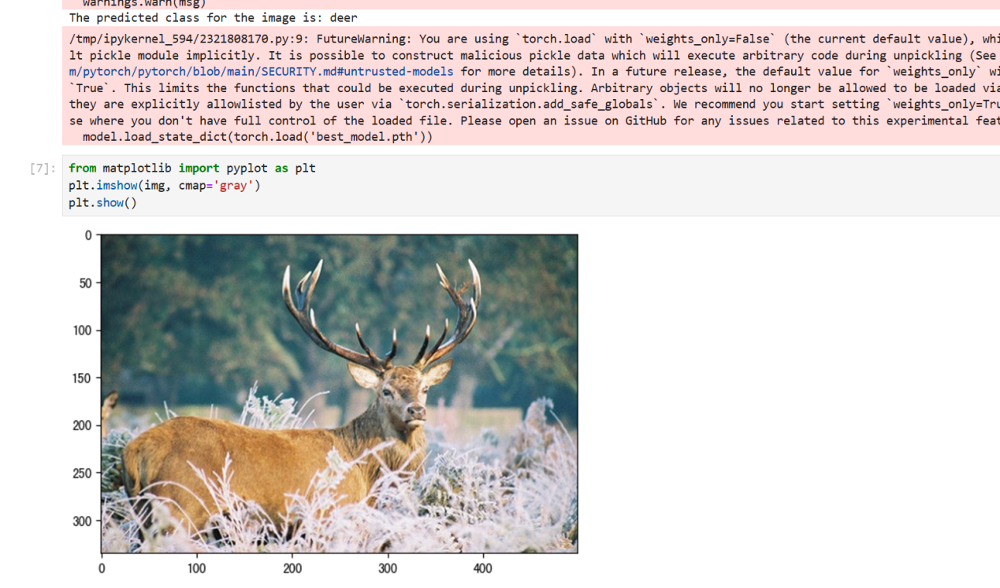 warnings.warn(msg)
The predicted class for the image is: deer
/tmp/ipykernel_594/2321808170.py:9: FutureWarning: You are using `torch.load` with `weights_only=False` (the current default value), whi
lt pickle module implicitly. It is possible to construct malicious pickle data which will execute arbitrary code during unpickling (See
m/pytorch/pytorch/blob/main/SECURITY.md#untrusted-models for more details). In a future release, the default value for `weights_only` wi
`True`. This limits the functions that could be executed during unpickling. Arbitrary objects will no longer be allowed to be loaded via
they are explicitly allowlisted by the user via `torch.serialization.add_safe_globals`. We recommend you start setting `weights_only=Tru
se where you don't have full control of the loaded file. Please open an issue on GitHub for any issues related to this experimental feat
model.load_state_dict(torch.load('best_model.pth'))
[7]: from matplotlib import pyplot as plt
plt.imshow(img, cmap='gray')
plt.show()
0
50
100
150
200
250
300
0 100 200 300 400